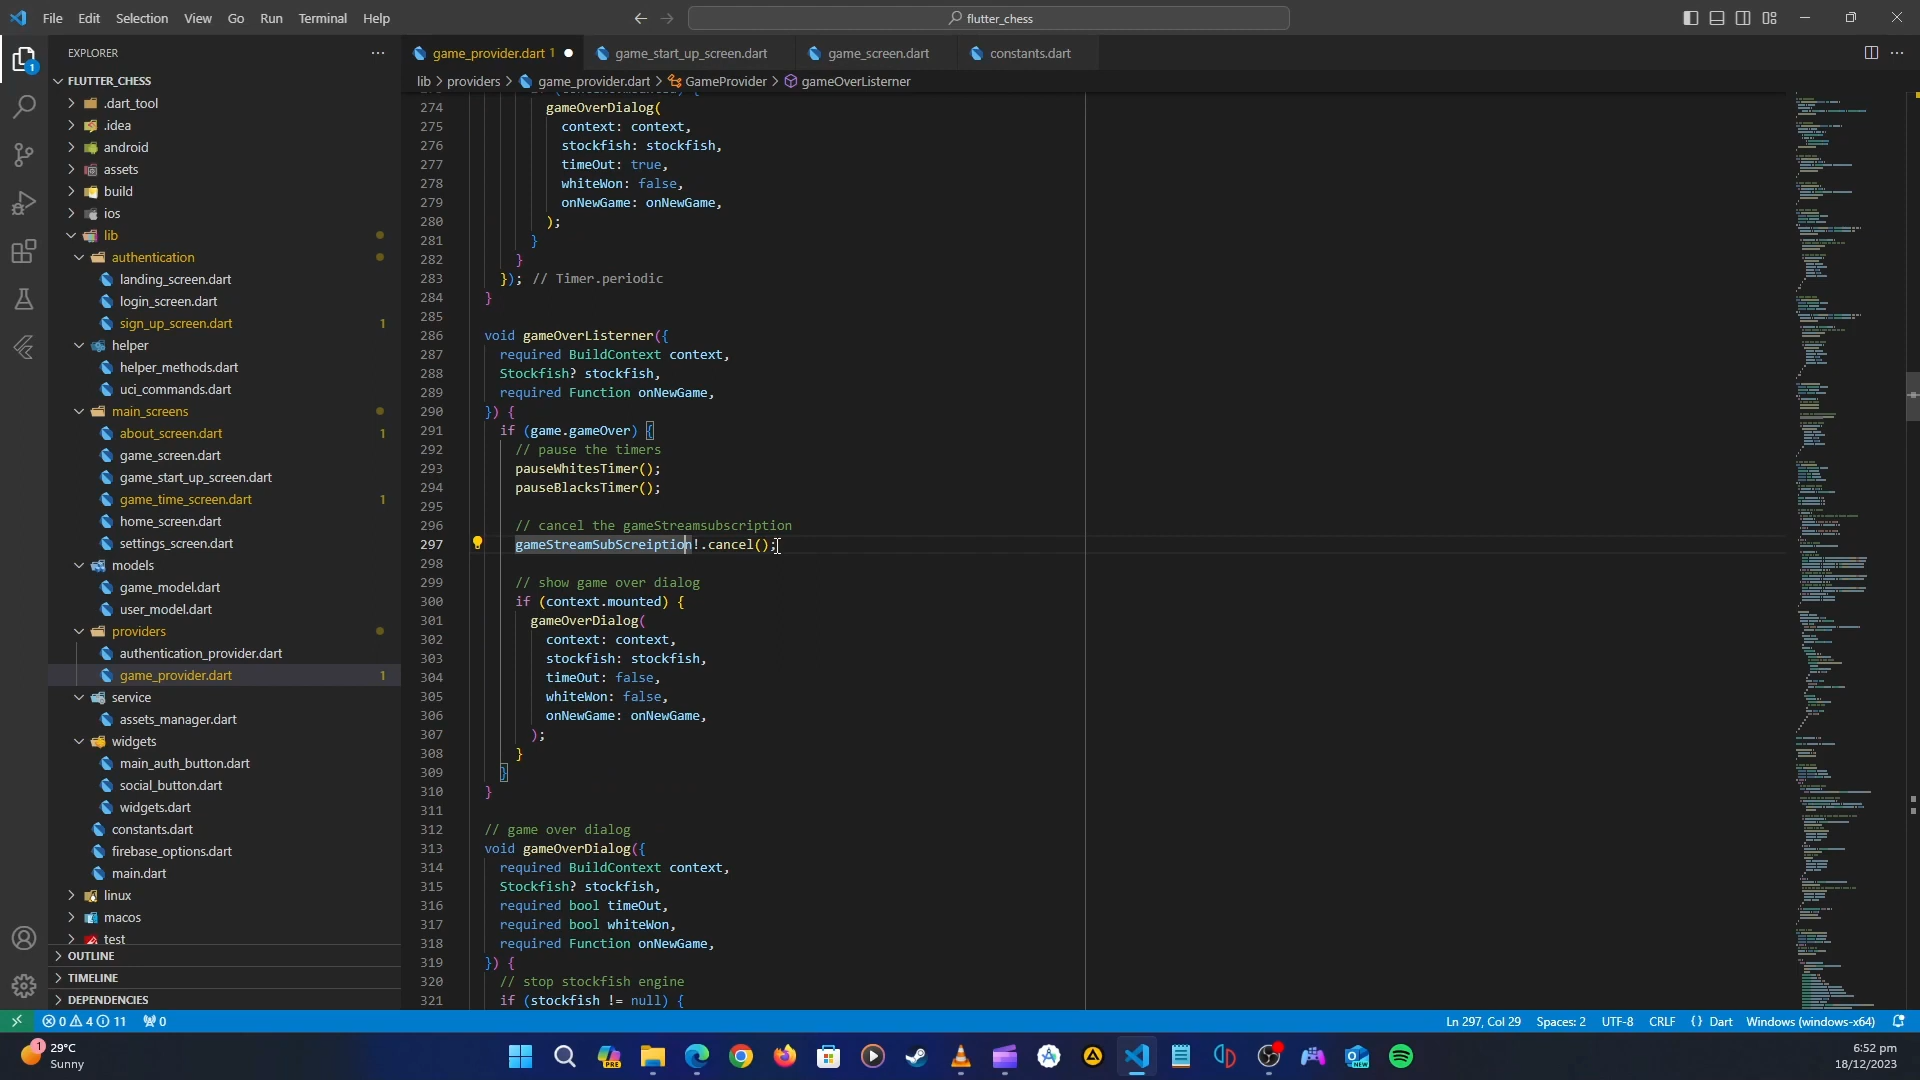 File Edit Selection View Go Run Terminal Help
flutter_chess
EXPLORER
FLUTTER_CHESS
.dart_tool
.idea
android
assets
build
ios
lib
authentication
landing_screen.dart
login_screen.dart
sign_up_screen.dart 1
helper
helper_methods.dart
uci_commands.dart
main_screens
about_screen.dart 1
game_screen.dart
game_start_up_screen.dart
game_time_screen.dart 1
home_screen.dart
settings_screen.dart
models
game_model.dart
user_model.dart
providers
authentication_provider.dart
game_provider.dart 1
service
assets_manager.dart
widgets
main_auth_button.dart
social_button.dart
widgets.dart
constants.dart
firebase_options.dart
main.dart
linux
macos
test
OUTLINE
TIMELINE
DEPENDENCIES
game_provider.dart 1
game_start_up_screen.dart
game_screen.dart
constants.dart
lib > providers > game_provider.dart > GameProvider > gameOverListerner
274 gameOverDialog(
275 context: context,
276 stockfish: stockfish,
277 timeOut: true,
278 whiteWon: false,
279 onNewGame: onNewGame,
280 );
281 }
282 }
283 }); // Timer.periodic
284 }
285
286 void gameOverListerner({
287 required BuildContext context,
288 Stockfish? stockfish,
289 required Function onNewGame,
290 }) {
291 if (game.gameOver) {
292 // pause the timers
293 pauseWhitesTimer();
294 pauseBlacksTimer();
295
296 // cancel the gameStreamsubscription
297 gameStreamSubScreiption!.cancel();
298
299 // show game over dialog
300 if (context.mounted) {
301 gameOverDialog(
302 context: context,
303 stockfish: stockfish,
304 timeOut: false,
305 whiteWon: false,
306 onNewGame: onNewGame,
307 );
308 }
309 }
310 }
311
312 // game over dialog
313 void gameOverDialog({
314 required BuildContext context,
315 Stockfish? stockfish,
316 required bool timeOut,
317 required bool whiteWon,
318 required Function onNewGame,
319 }) {
320 // stop stockfish engine
321 if (stockfish != null) {
0 4 11 0
Ln 297, Col 29 Spaces: 2 UTF-8 CRLF {} Dart Windows (windows-x64)
1 29°C
Sunny
PRE
NEW
6:52 pm
18/12/2023